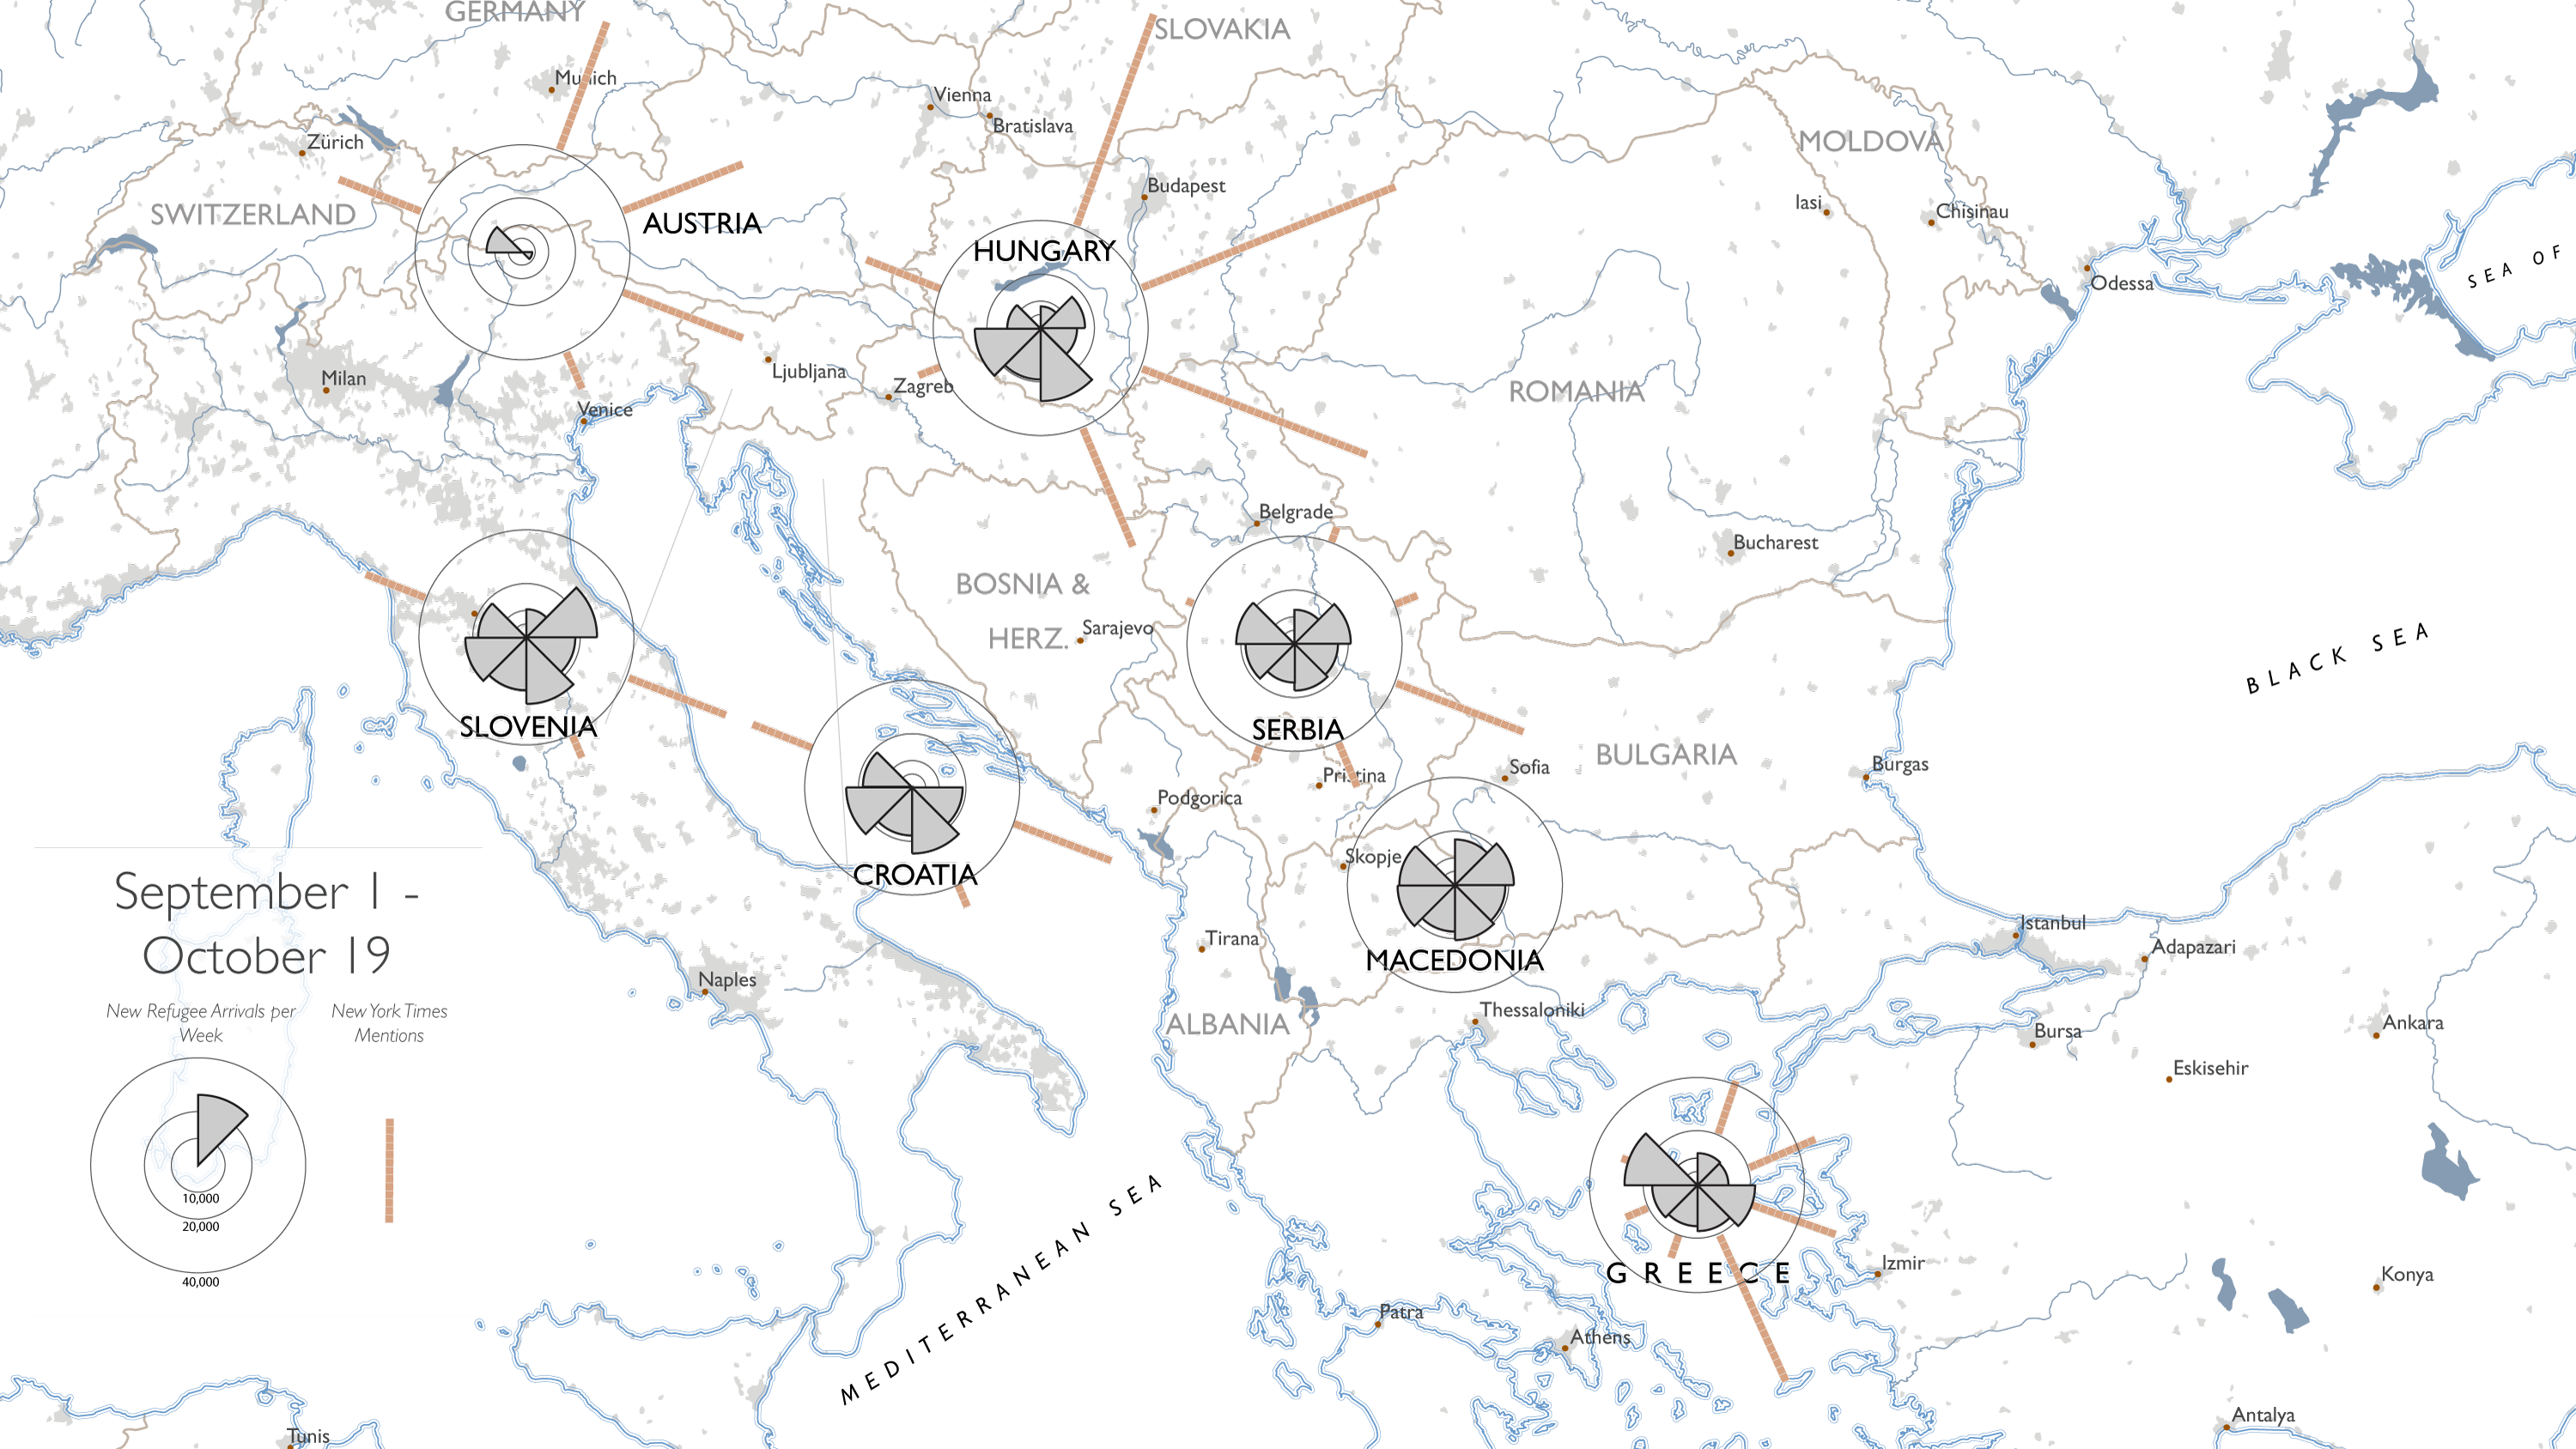 GERMANY
SLOVAKIA
Munich
Vienna
Bratislava
Zürich
MOLDOVA
Budapest
SWITZERLAND
AUSTRIA
Iasi
Chisinau
HUNGARY
SEA OF
Odessa
Milan
Ljubljana
Zagreb
ROMANIA
Venice
Belgrade
Bucharest
BOSNIA &
HERZ.
Sarajevo
BLACK SEA
SLOVENIA
SERBIA
BULGARIA
Burgas
Sofia
Pristina
Podgorica
Skopje
CROATIA
September 1 -
October 19
Istanbul
Adapazari
Tirana
MACEDONIA
Naples
New Refugee Arrivals per
Week
New York Times
Mentions
Thessaloniki
ALBANIA
Bursa
Ankara
Eskisehir
10,000
20,000
40,000
MEDITERRANEAN SEA
GREECE
Izmir
Konya
Patra
Athens
Antalya
Tunis